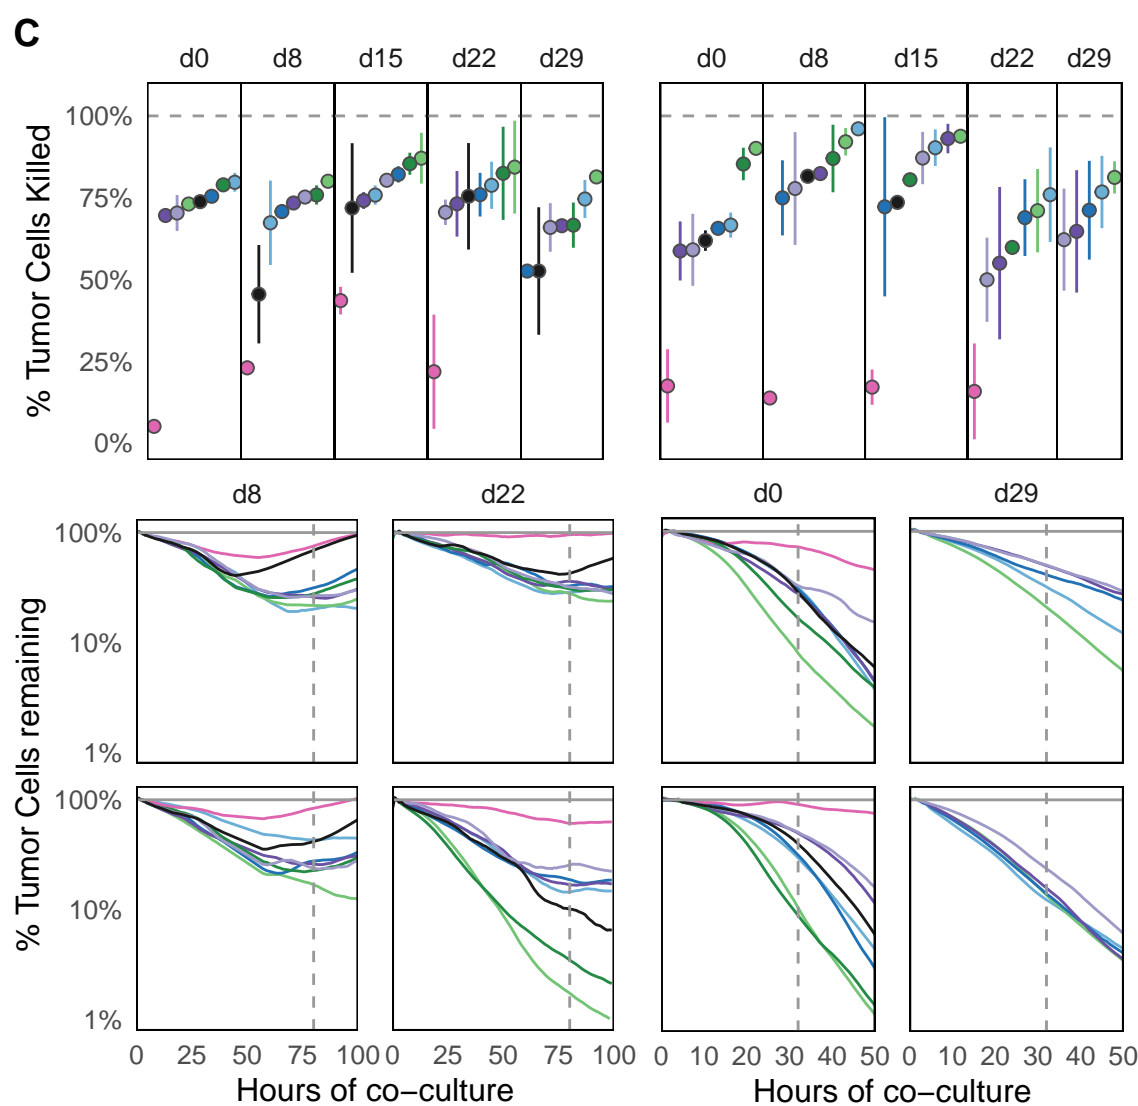 C
d0 d8 d15 d22 d29 d0 d8 d15 d22 d29
% Tumor Cells Killed
100%
75%
50%
25%
0%
d8 d22 d0 d29
% Tumor Cells remaining
100%
10%
1%
100%
10%
1%
0 25 50 75 100 0 25 50 75 100 0 10 20 30 40 50 0 10 20 30 40 50
Hours of co−culture Hours of co−culture